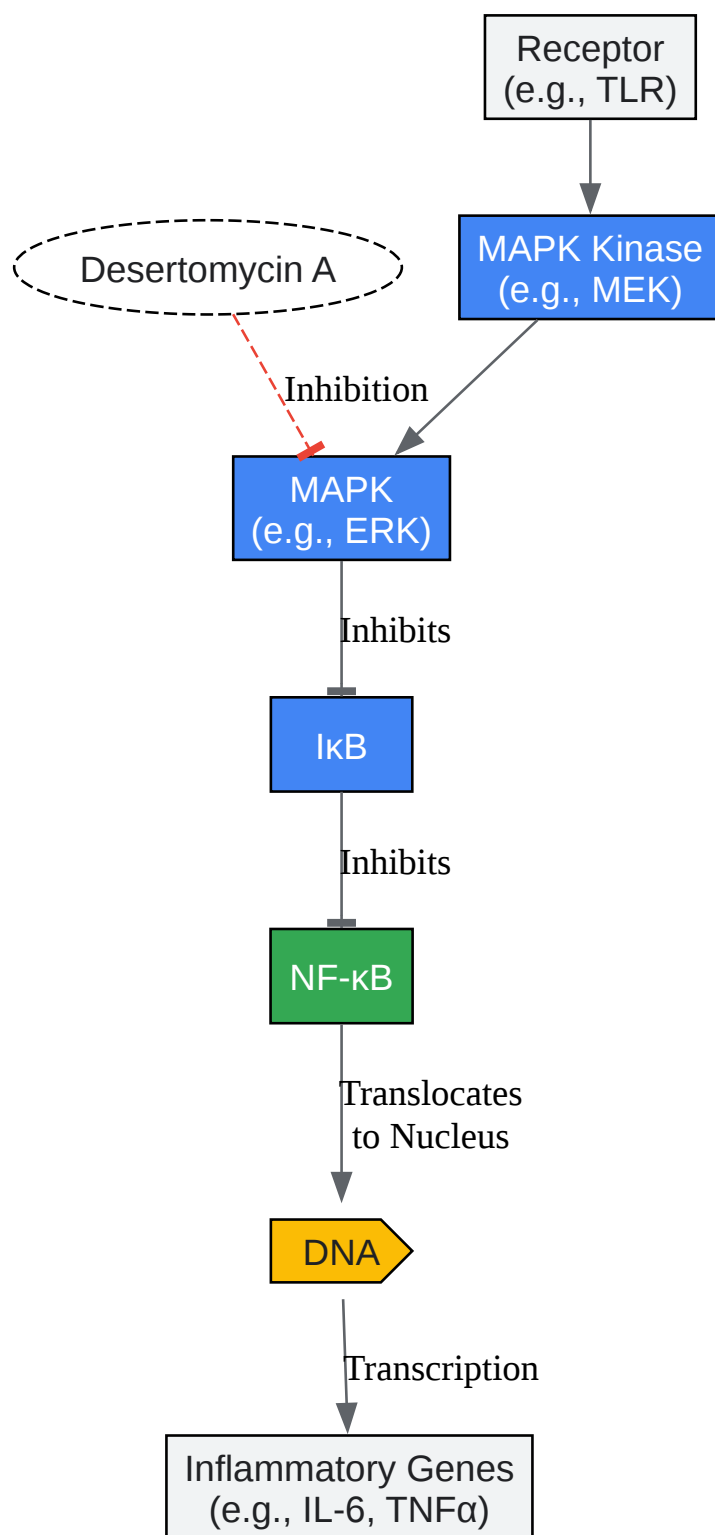 Receptor
(e.g., TLR)
MAPK Kinase
(e.g., MEK)
Desertomycin A
Inhibition
MAPK
(e.g., ERK)
Inhibits
IκB
Inhibits
NF-κB
Translocates
to Nucleus
DNA
Transcription
Inflammatory Genes
(e.g., IL-6, TNFα)